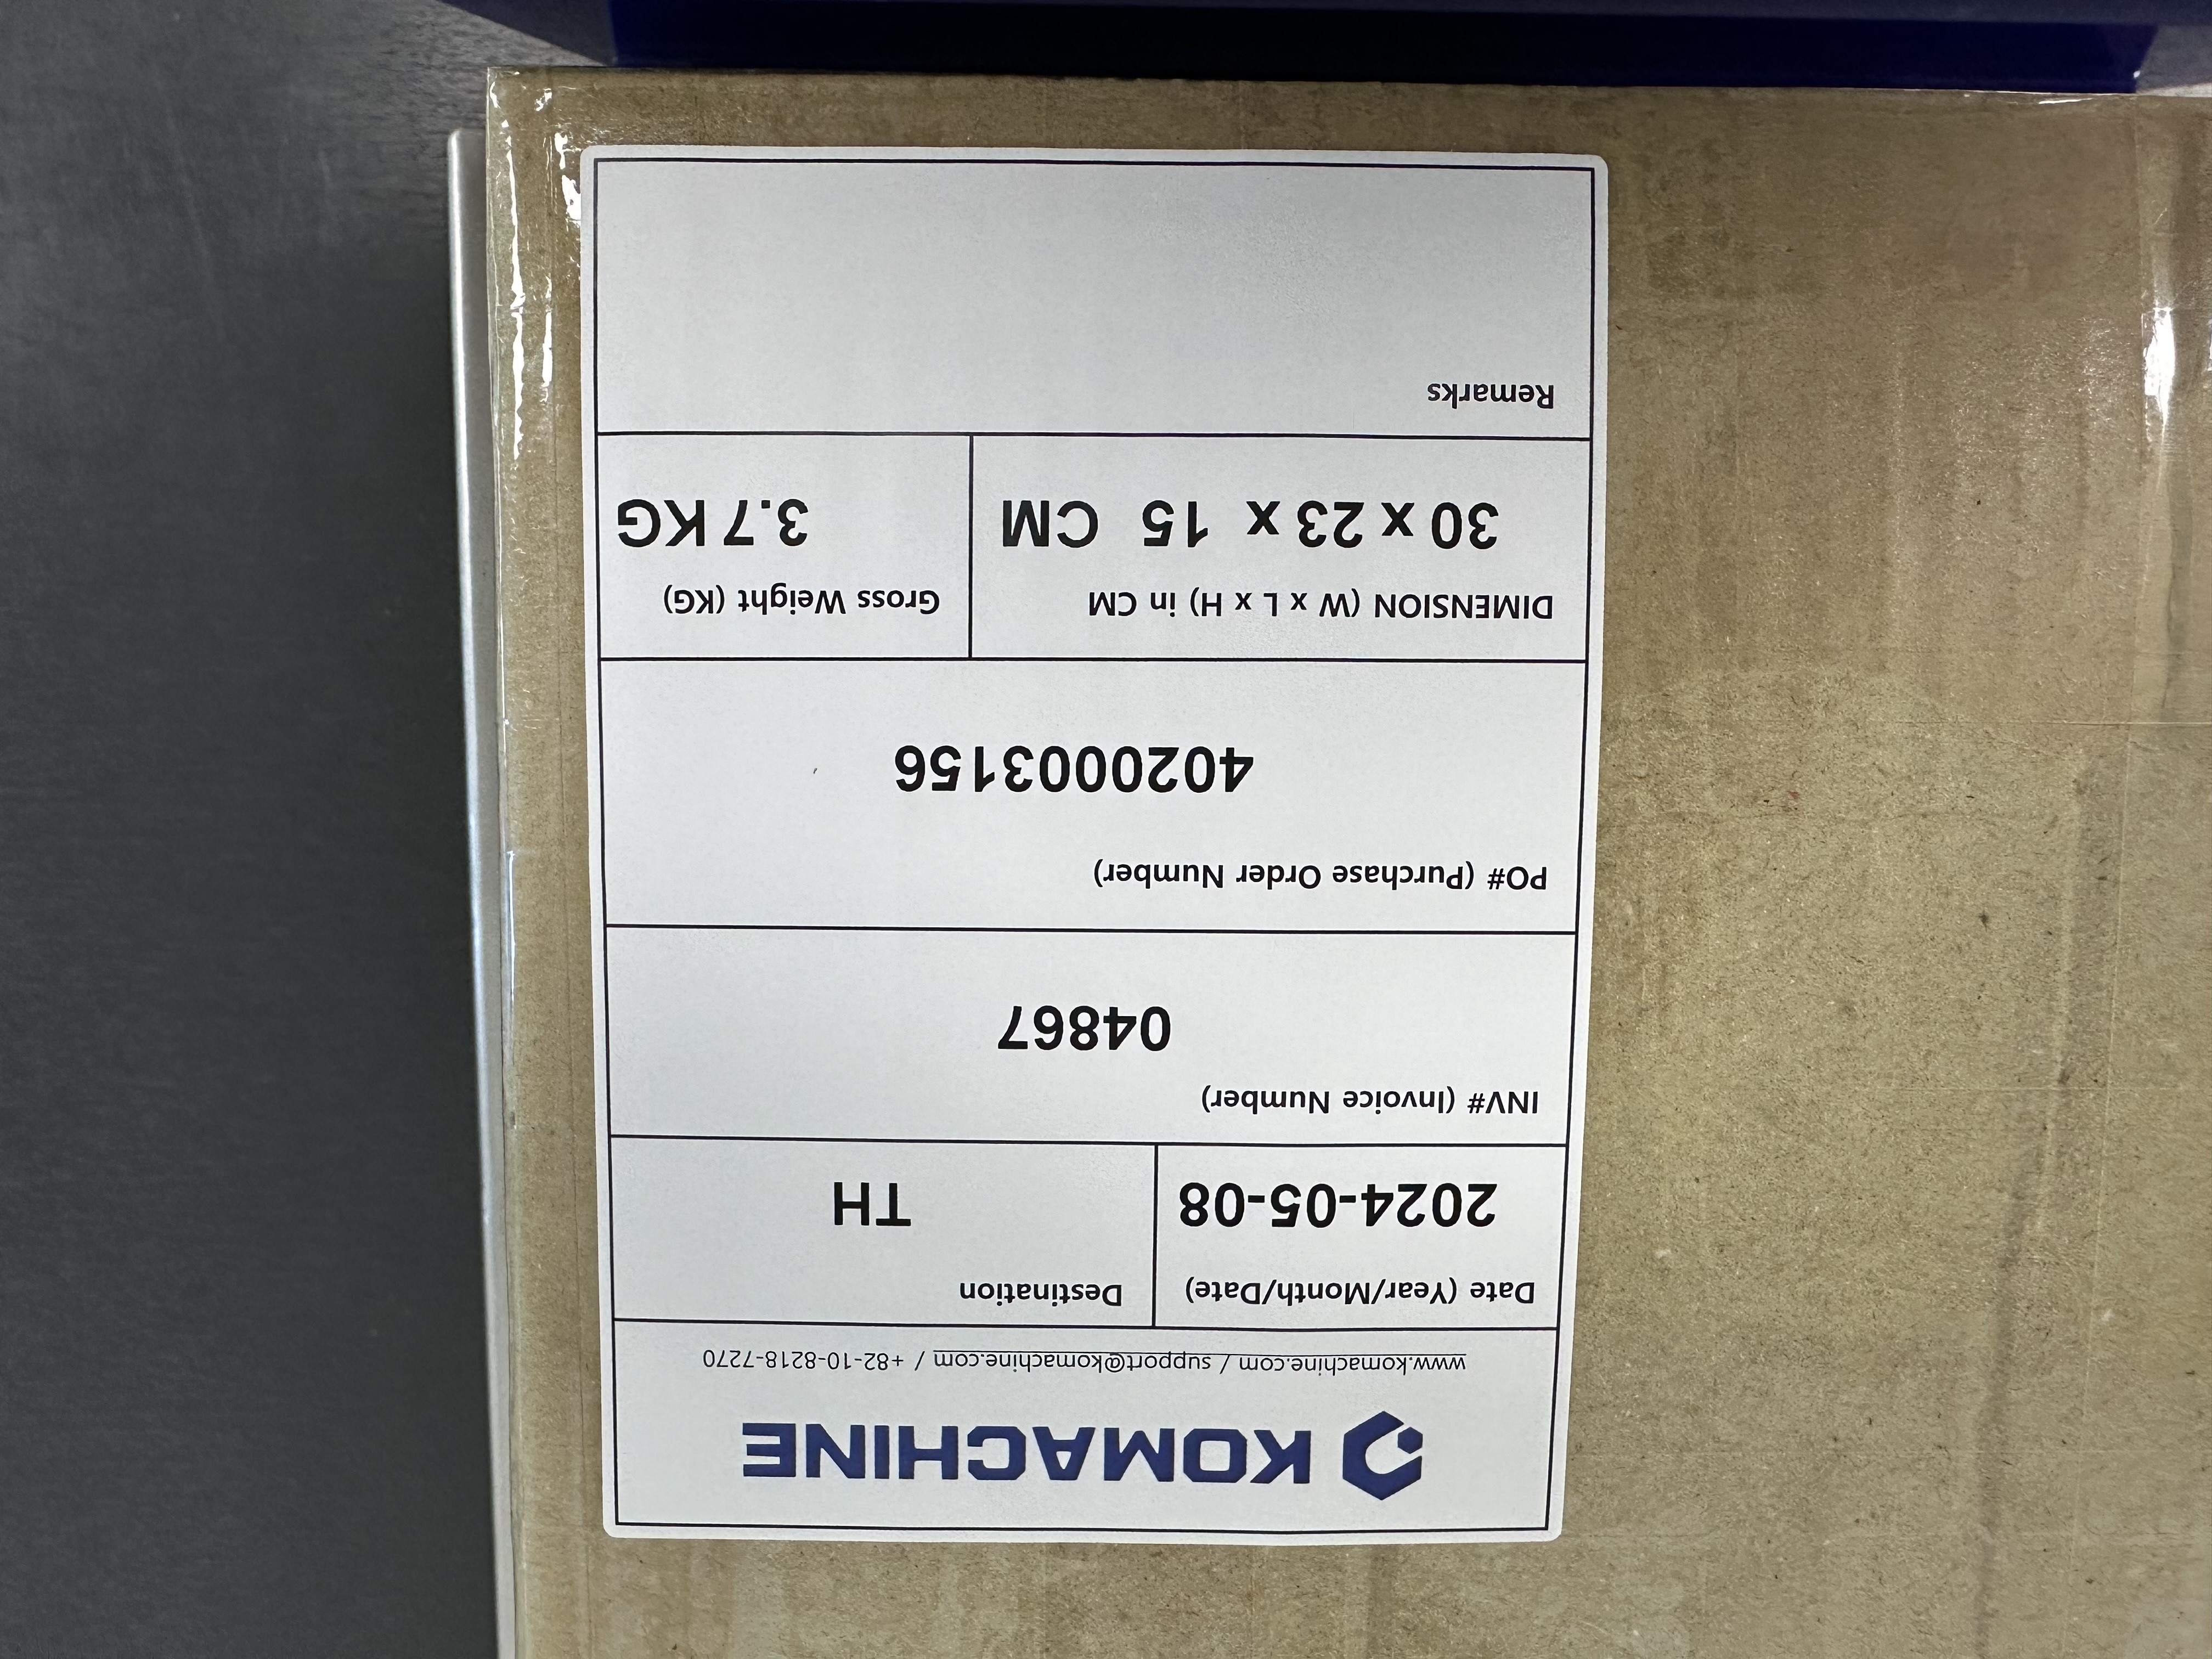 KOMACHINE
www.komachine.com / support@komachine.com / +82-10-8218-7270
Date (Year/Month/Date)
2024-05-08
Destination
TH
INV# (Invoice Number)
04867
PO# (Purchase Order Number)
4020003156
DIMENSION (W x L x H) in CM
30 x 23 x 15 CM
Gross Weight (KG)
3.7 KG
Remarks